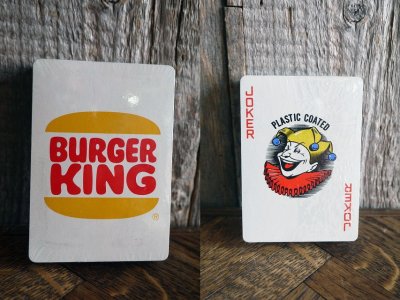 BURGER
KING
®
JOKER
PLASTIC COATED
JOKER